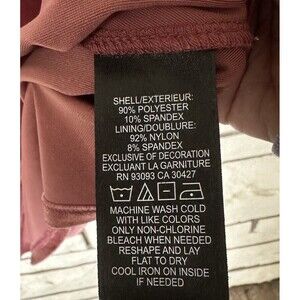 SHELL/EXTERIEUR:
90% POLYESTER
10% SPANDEX
LINING/DOUBLURE:
92% NYLON
8% SPANDEX
EXCLUSIVE OF DECORATION
EXCLUANT LA GARNITURE
RN 93093 CA 30427
MACHINE WASH COLD
WITH LIKE COLORS
ONLY NON-CHLORINE
BLEACH WHEN NEEDED
RESHAPE AND LAY
FLAT TO DRY
COOL IRON ON INSIDE
IF NEEDED